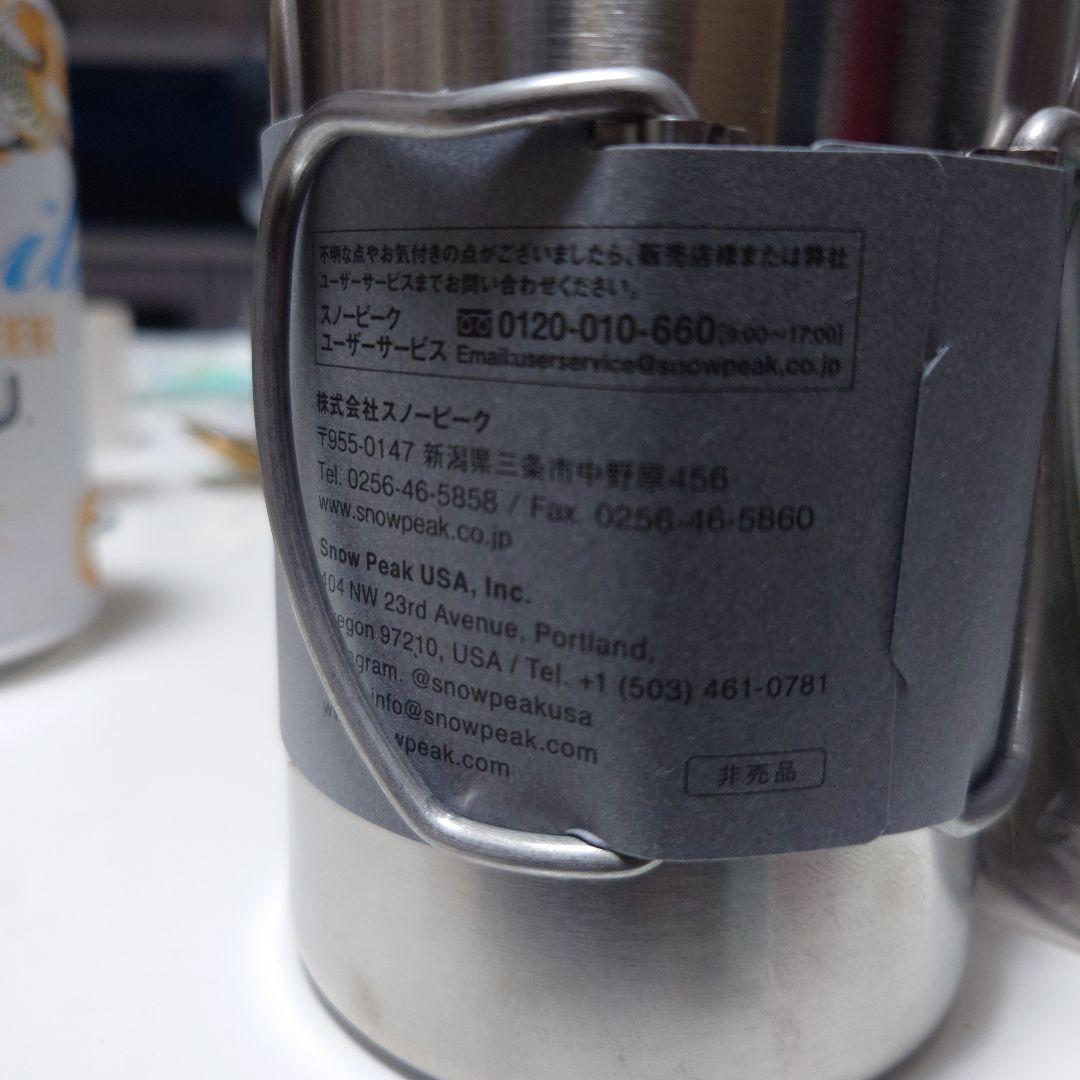 不明な点やお気付きの点がございましたら、販売店様または弊社
ユーザーサービスまでお問い合わせください。
スノーピーク
ユーザーサービス
0120-010-660[9:00〜17:00]
Email:userservice@snowpeak.co.jp
株式会社スノーピーク
〒955-0147 新潟県三条市中野原456
Tel. 0256-46-5858 / Fax. 0256-46-5860
www.snowpeak.co.jp
Snow Peak USA, Inc.
404 NW 23rd Avenue, Portland,
egon 97210, USA / Tel. +1 (503) 461-0781
gram. @snowpeakusa
info@snowpeak.com
wpeak.com
非売品